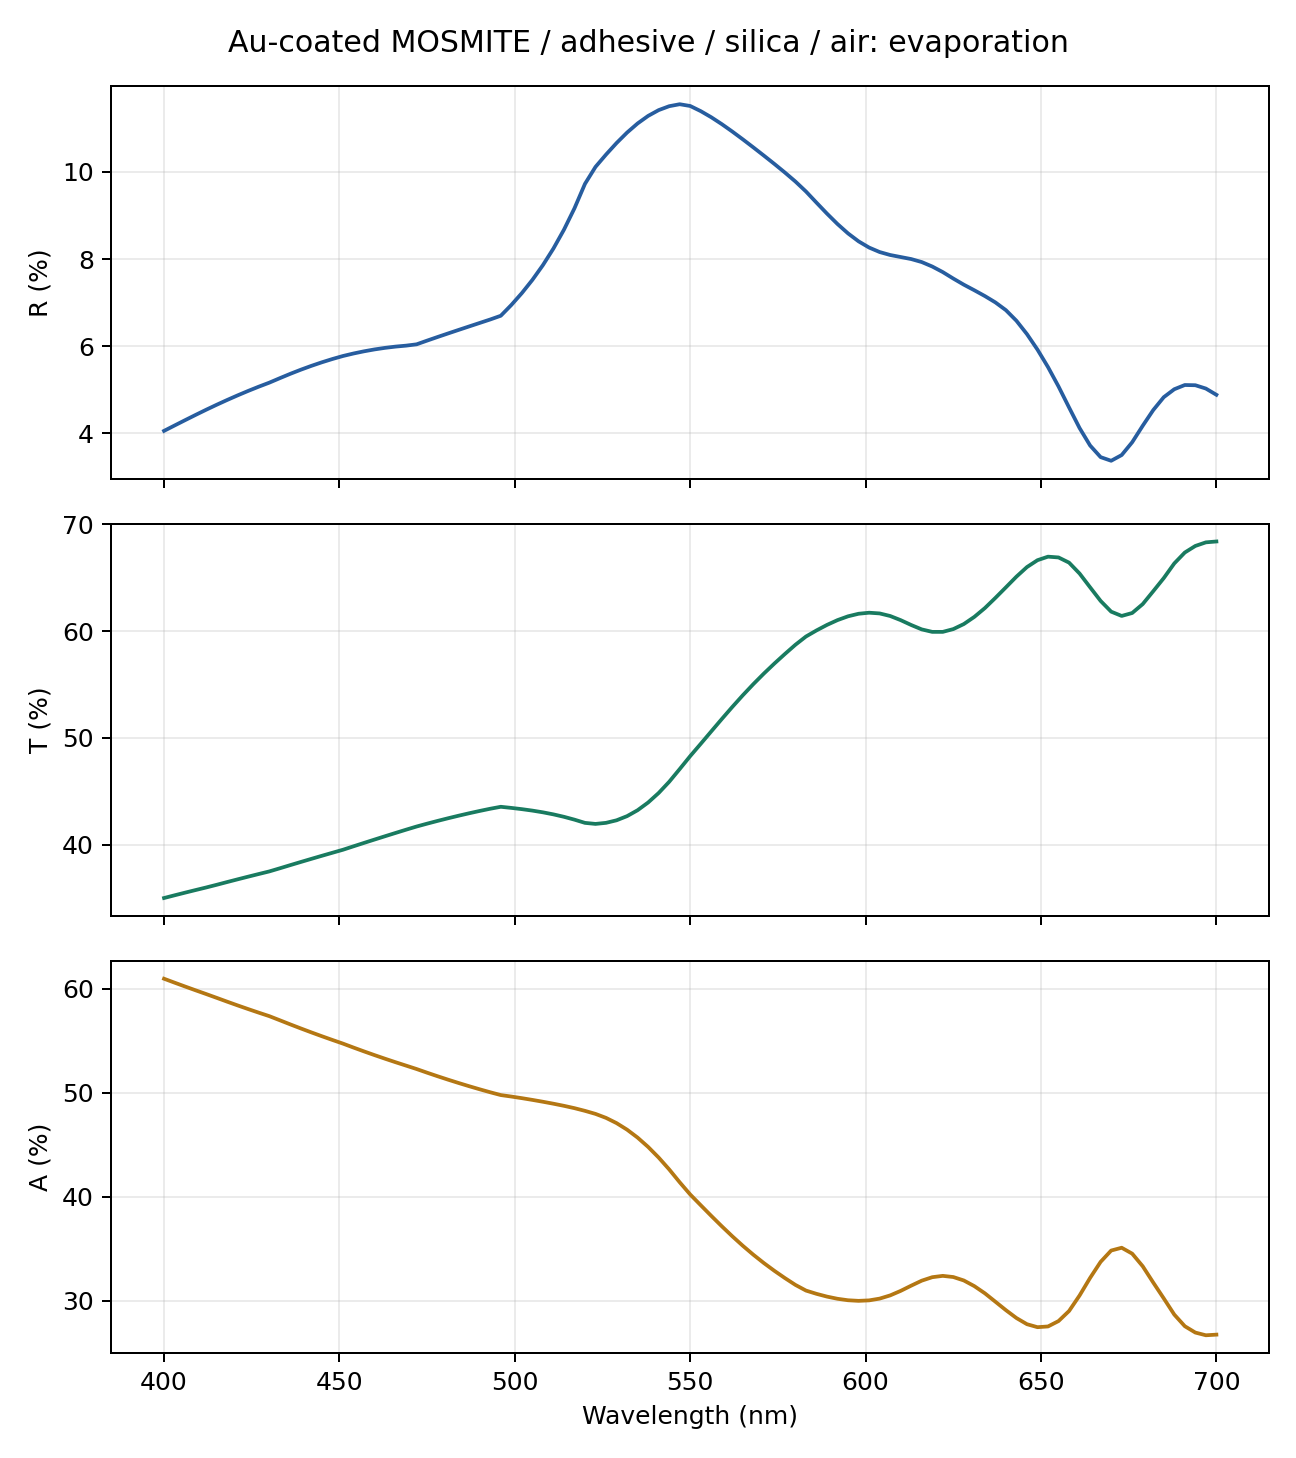 Au-coated MOSMITE / adhesive / silica / air: evaporation
10
8
6
4
R (%)
70
60
50
40
T (%)
60
50
40
30
A (%)
400 450 500 550 600 650 700
Wavelength (nm)